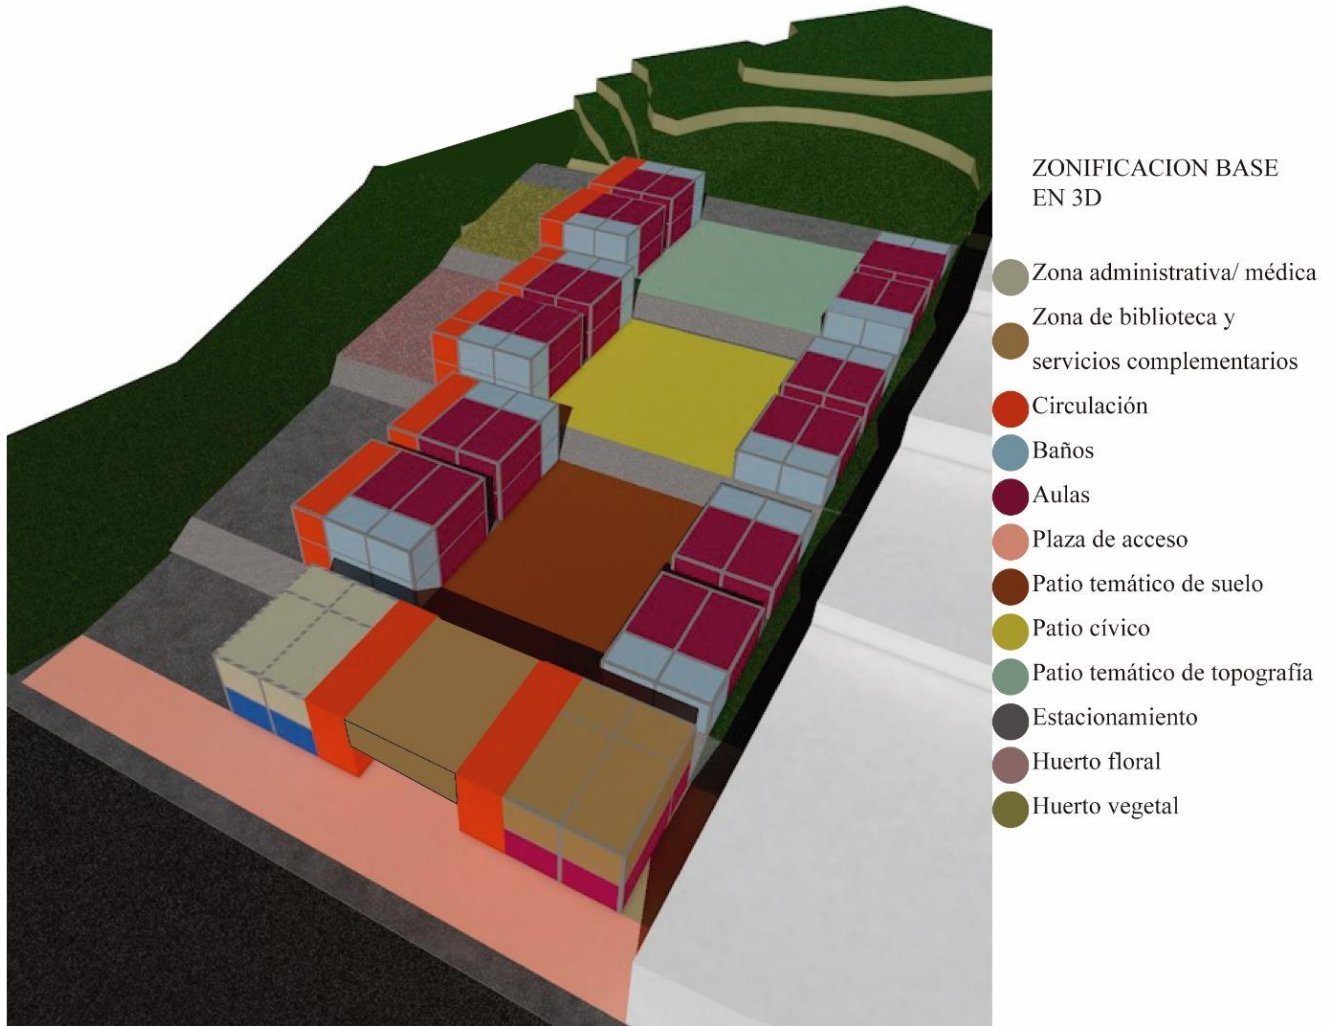 ZONIFICACION BASE
EN 3D
Zona administrativa/ médica
Zona de biblioteca y
servicios complementarios
Circulación
Baños
Aulas
Plaza de acceso
Patio temático de suelo
Patio cívico
Patio temático de topografía
Estacionamiento
Huerto floral
Huerto vegetal